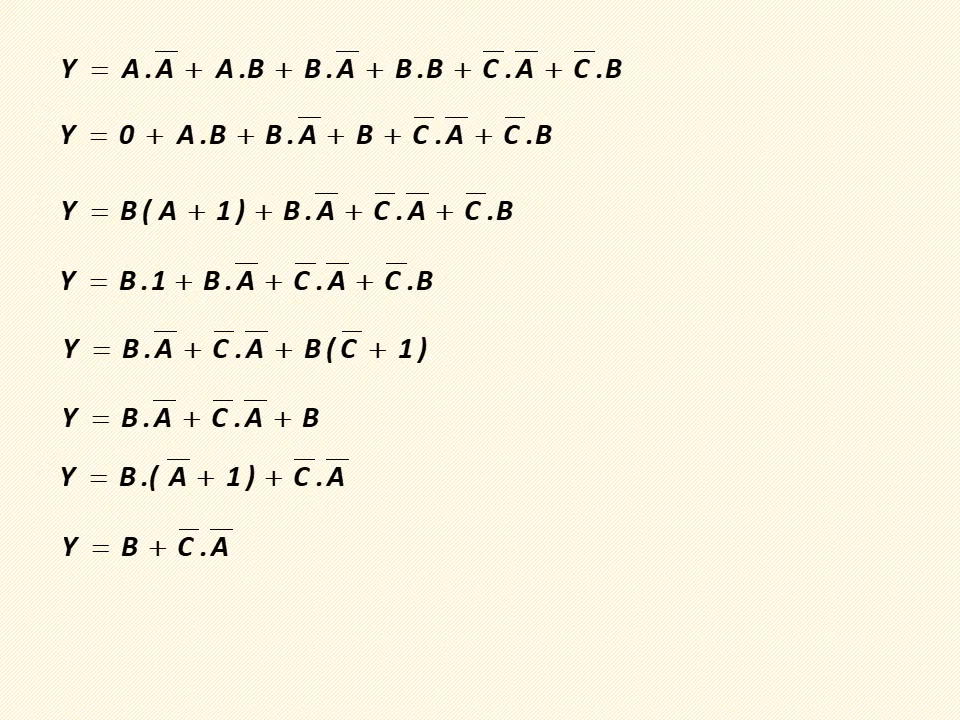 Y = A.A̅ + A.B + B.A̅ + B.B + C̅.A̅ + C̅.B
Y = 0 + A.B + B.A̅ + B + C̅.A̅ + C̅.B
Y = B(A + 1) + B.A̅ + C̅.A̅ + C̅.B
Y = B.1 + B.A̅ + C̅.A̅ + C̅.B
Y = B.A̅ + C̅.A̅ + B(C̅ + 1)
Y = B.A̅ + C̅.A̅ + B
Y = B.(A̅ + 1) + C̅.A̅
Y = B + C̅.A̅